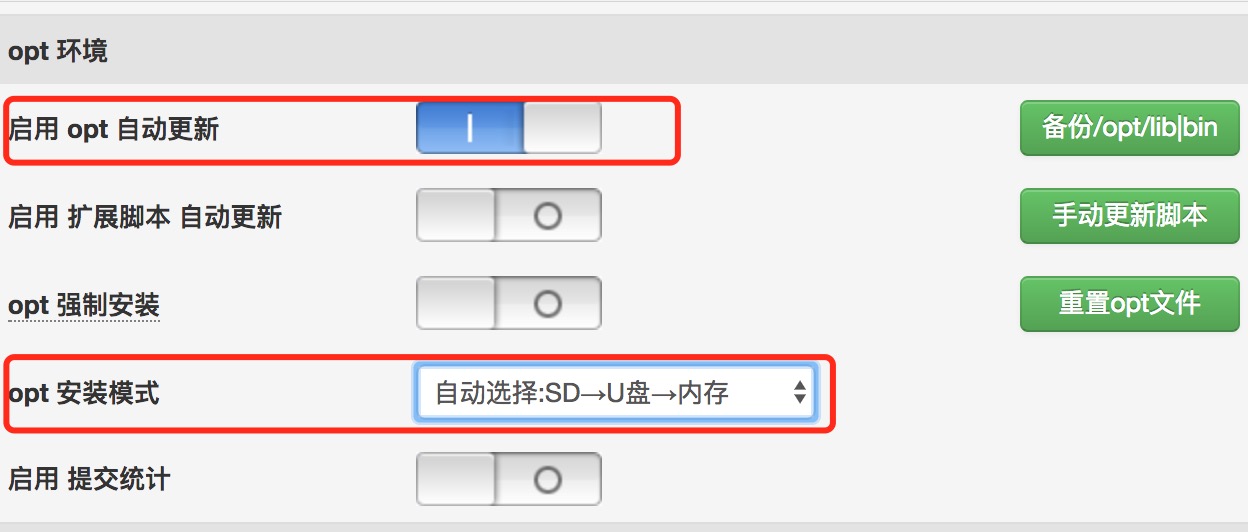 opt 环境
启用 opt 自动更新
备份/opt/lib|bin
启用 扩展脚本 自动更新
手动更新脚本
opt 强制安装
重置opt文件
opt 安装模式
自动选择:SD→U盘→内存
启用 提交统计